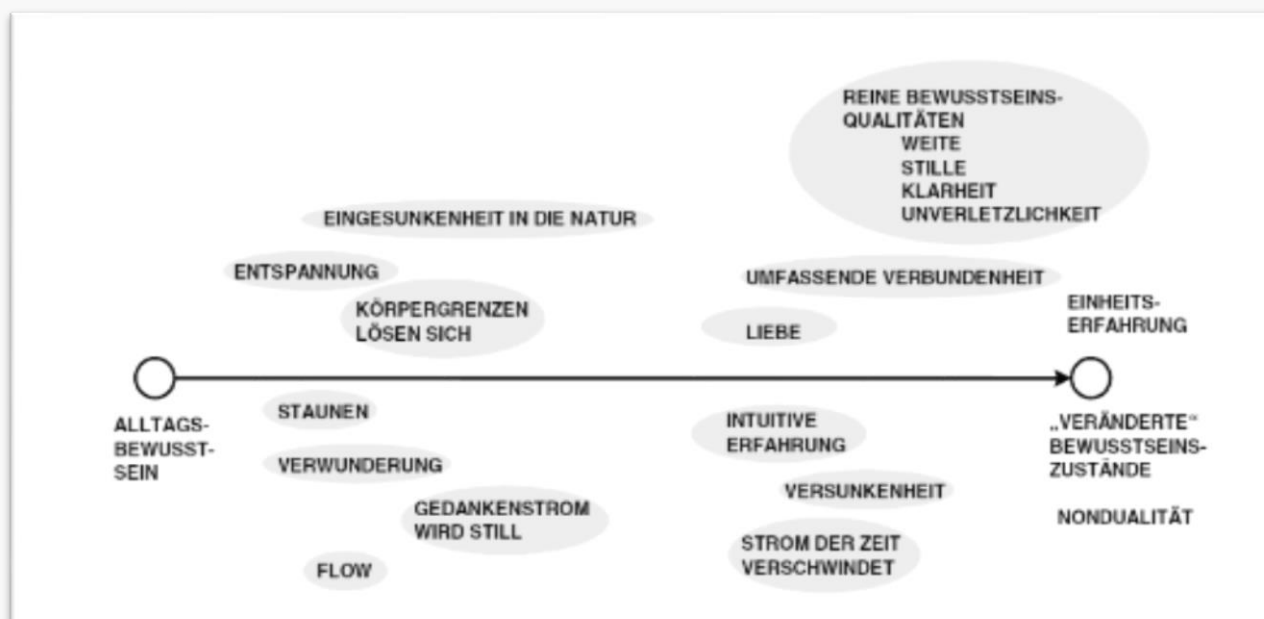 REINE BEWUSSTSEINS-
QUALITÄTEN
WEITE
STILLE
KLARHEIT
UNVERLETZLICHKEIT
EINGESUNKENHEIT IN DIE NATUR
ENTSPANNUNG
UMFASSENDE VERBUNDENHEIT
KÖRPERGRENZEN
LÖSEN SICH
LIEBE
EINHEITS-
ERFAHRUNG
ALLTAGS-
BEWUSST-
SEIN
STAUNEN
VERWUNDERUNG
GEDANKENSTROM
WIRD STILL
FLOW
INTUITIVE
ERFAHRUNG
VERSUNKENHEIT
STROM DER ZEIT
VERSCHWINDET
„VERÄNDERTE“
BEWUSSTSEINS-
ZUSTÄNDE
NONDUALITÄT